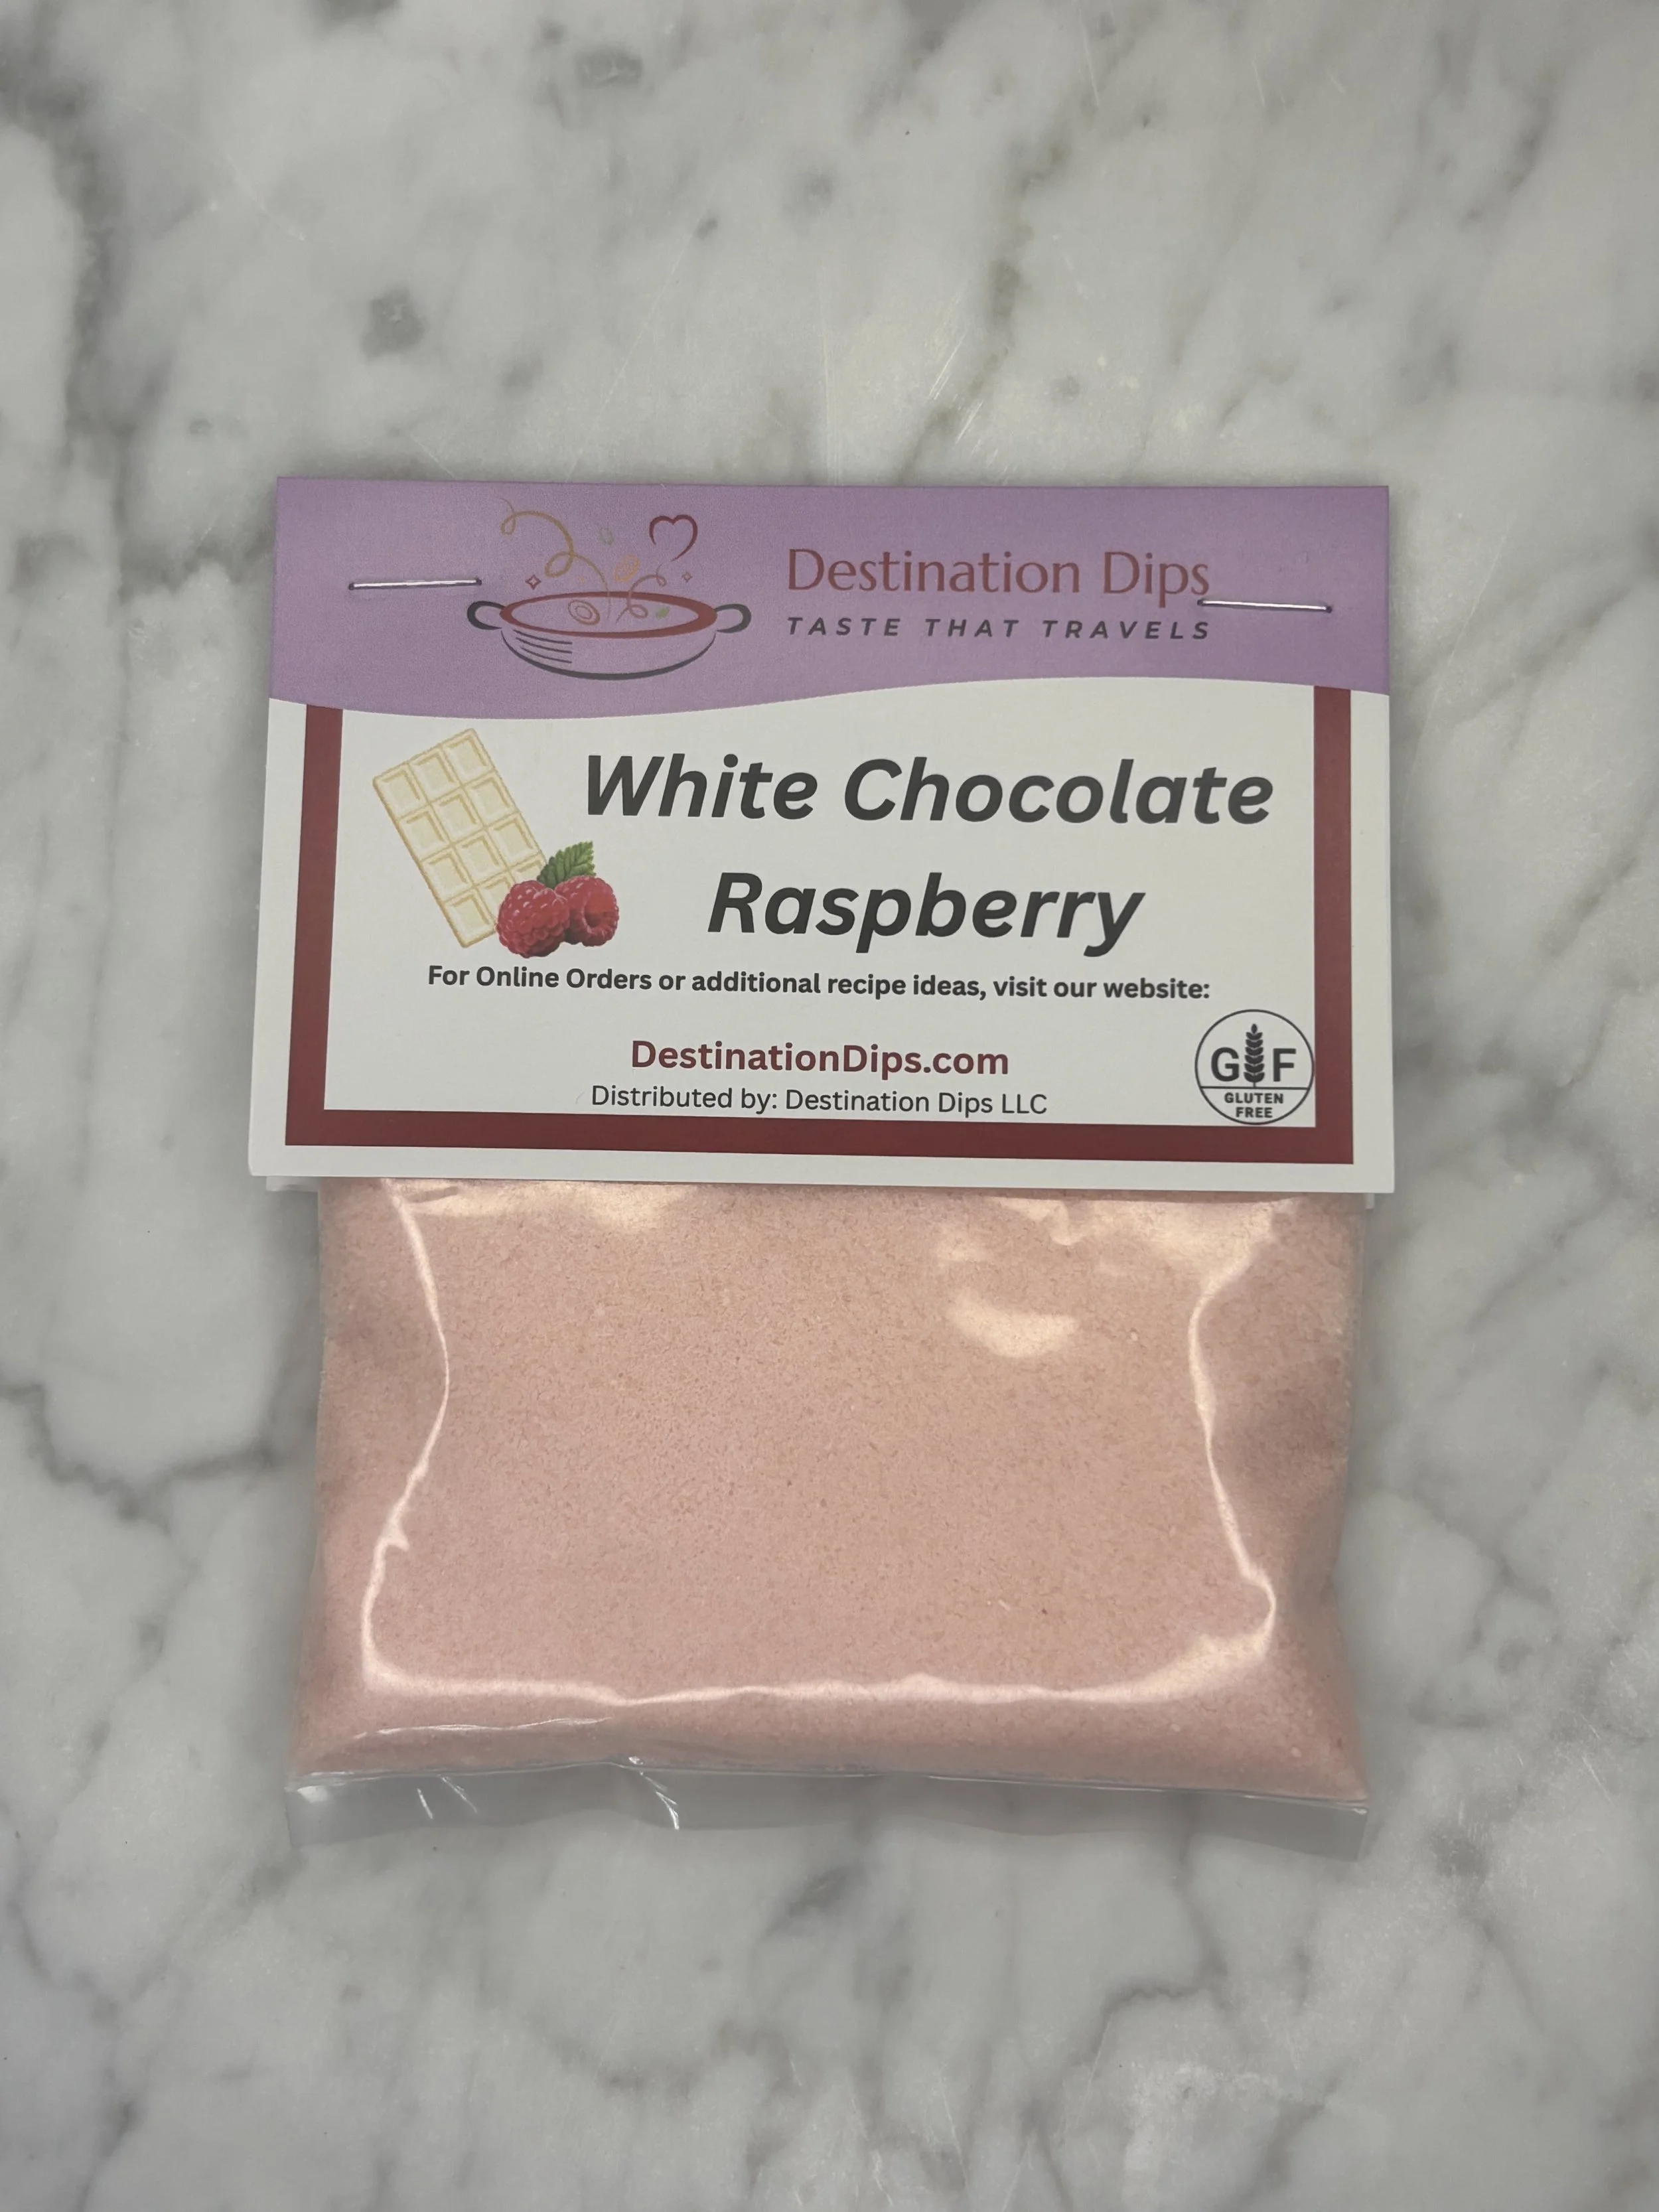 Destination Dips
TASTE THAT TRAVELS
White Chocolate
Raspberry
For Online Orders or additional recipe ideas, visit our website:
DestinationDips.com
Distributed by: Destination Dips LLC
G F
GLUTEN
FREE